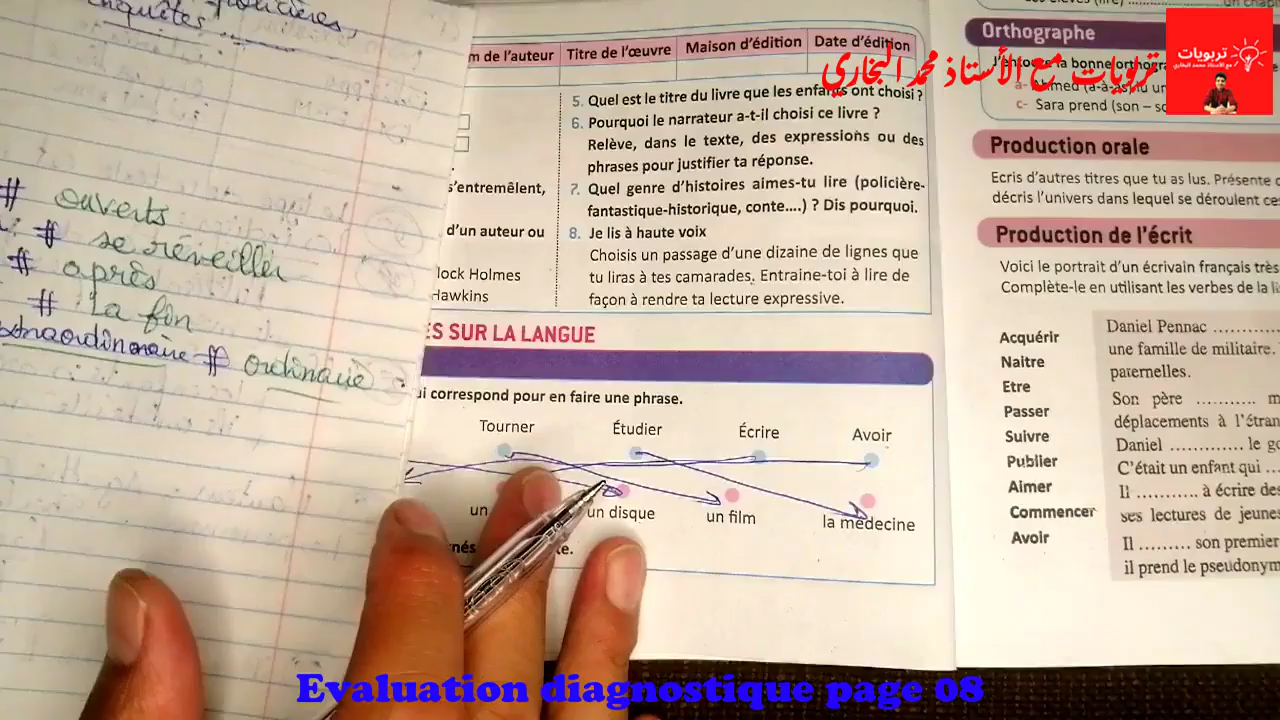 policières,
enquêtes
# ouverts
# se réveiller
# après
# la fin
extraordinaire # ordinaire
m de l'auteur
Titre de l'œuvre
Maison d'édition
Date d'édition
s'entremêlent,
d'un auteur ou
lock Holmes
Hawkins
5. Quel est le titre du livre que les enfants ont choisi ?
6. Pourquoi le narrateur a-t-il choisi ce livre ?
Relève, dans le texte, des expressions ou des
phrases pour justifier ta réponse.
7. Quel genre d'histoires aimes-tu lire (policière-
fantastique-historique, conte....) ? Dis pourquoi.
8. Je lis à haute voix
Choisis un passage d'une dizaine de lignes que
tu liras à tes camarades. Entraine-toi à lire de
façon à rendre ta lecture expressive.
ES SUR LA LANGUE
ui correspond pour en faire une phrase.
Tourner
Étudier
Écrire
Avoir
un
un disque
un film
la médecine
Orthographe
la bonne
c- Sara prend (son –
Production orale
Ecris d'autres titres que tu as lus. Présente
décris l'univers dans lequel se déroulent
Production de l'écrit
Voici le portrait d'un écrivain français très
Complète-le en utilisant les verbes de la
Acquérir
Naitre
Etre
Passer
Suivre
Publier
Aimer
Commencer
Avoir
Daniel Pennac ............
une famille de militaire.
paternelles.
Son père ..........
déplacements à
Daniel ............ le
C'était un enfant qui
Il ........... à écrire des
ses lectures de
Il ......... son premier
il prend le
تربويات مع الأستاذ محمد البخاري
تربويات
مع الأستاذ محمد البخاري
Evaluation diagnostique page 08